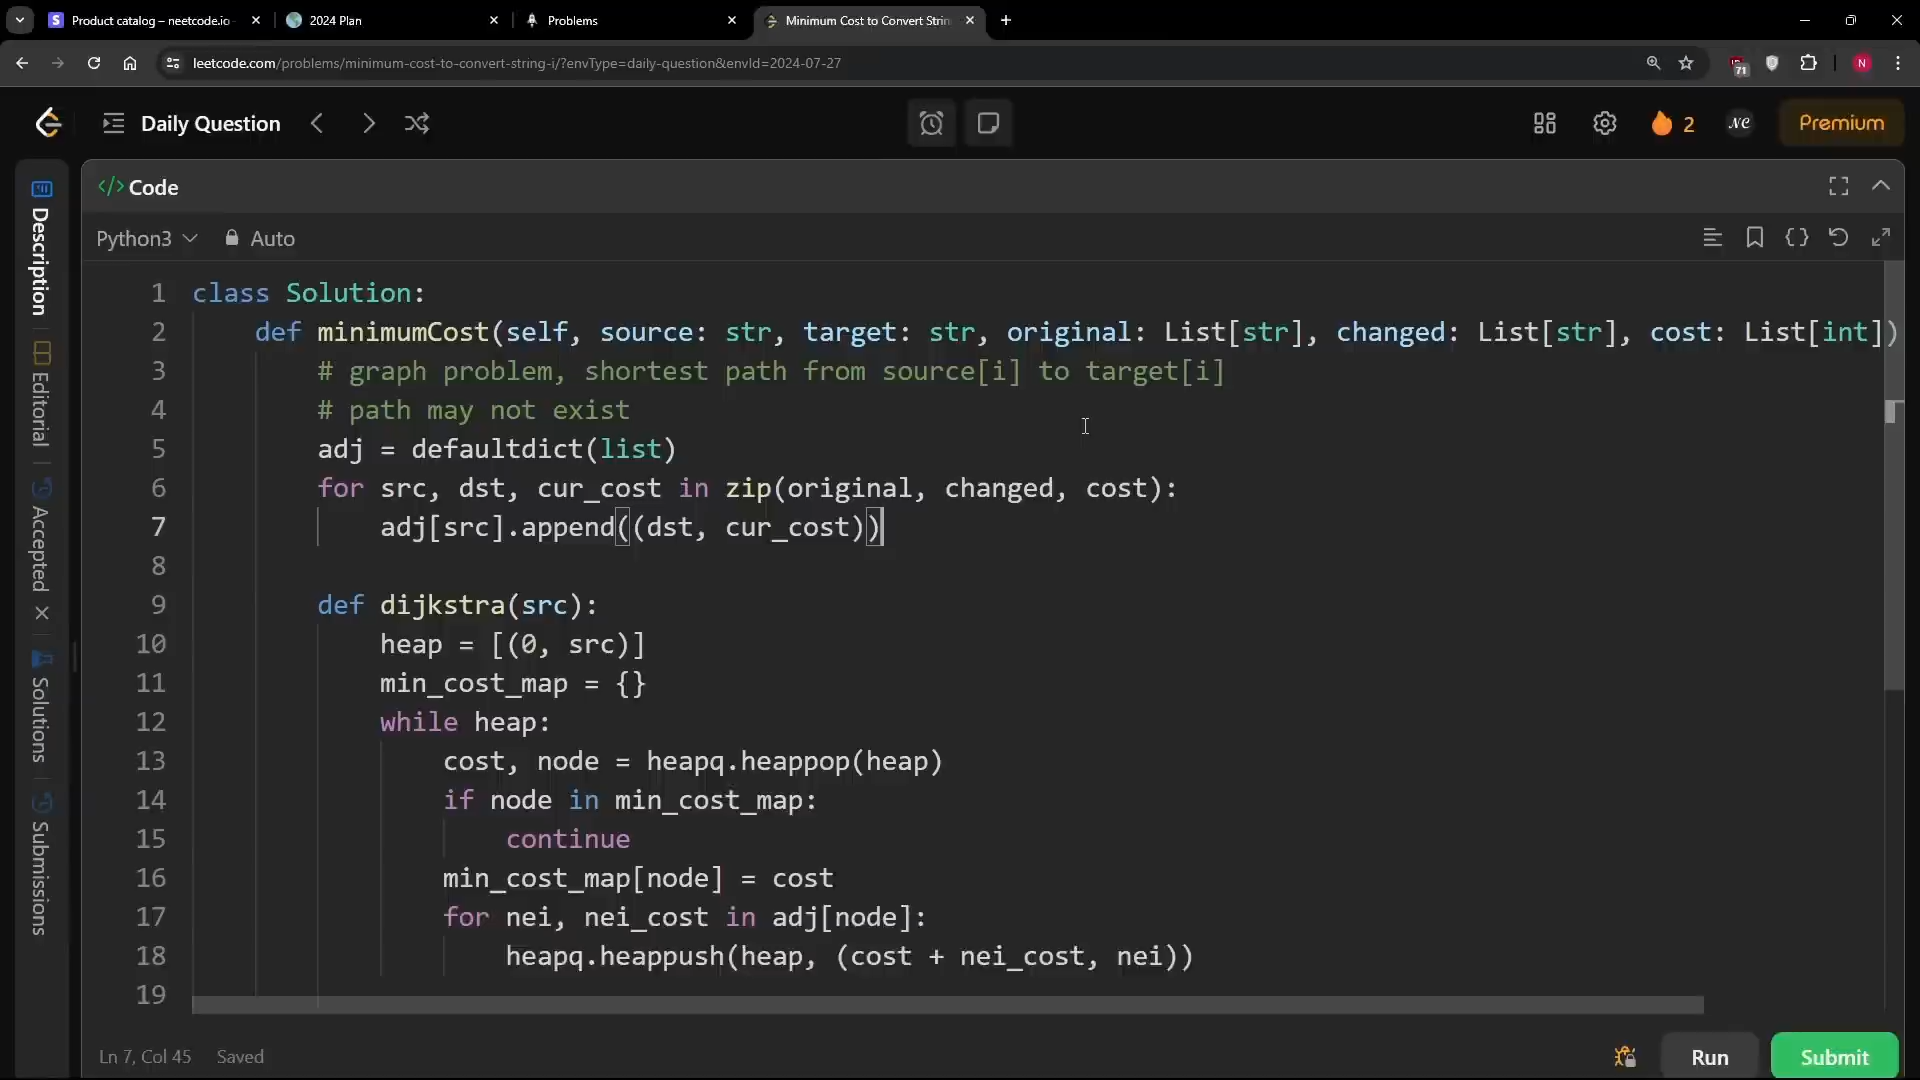 Product catalog – neetcode.io
2024 Plan
Problems
Minimum Cost to Convert Strin
leetcode.com/problems/minimum-cost-to-convert-string-i/?envType=daily-question&envId=2024-07-27
71
N
Daily Question
2
NC
Premium
</> Code
Python3
Auto
Description
Editorial
Accepted
Solutions
Submissions
1 class Solution:
2 def minimumCost(self, source: str, target: str, original: List[str], changed: List[str], cost: List[int])
3 # graph problem, shortest path from source[i] to target[i]
4 # path may not exist
5 adj = defaultdict(list)
6 for src, dst, cur_cost in zip(original, changed, cost):
7 adj[src].append((dst, cur_cost))
8
9 def dijkstra(src):
10 heap = [(0, src)]
11 min_cost_map = {}
12 while heap:
13 cost, node = heapq.heappop(heap)
14 if node in min_cost_map:
15 continue
16 min_cost_map[node] = cost
17 for nei, nei_cost in adj[node]:
18 heapq.heappush(heap, (cost + nei_cost, nei))
19
Ln 7, Col 45
Saved
Run
Submit